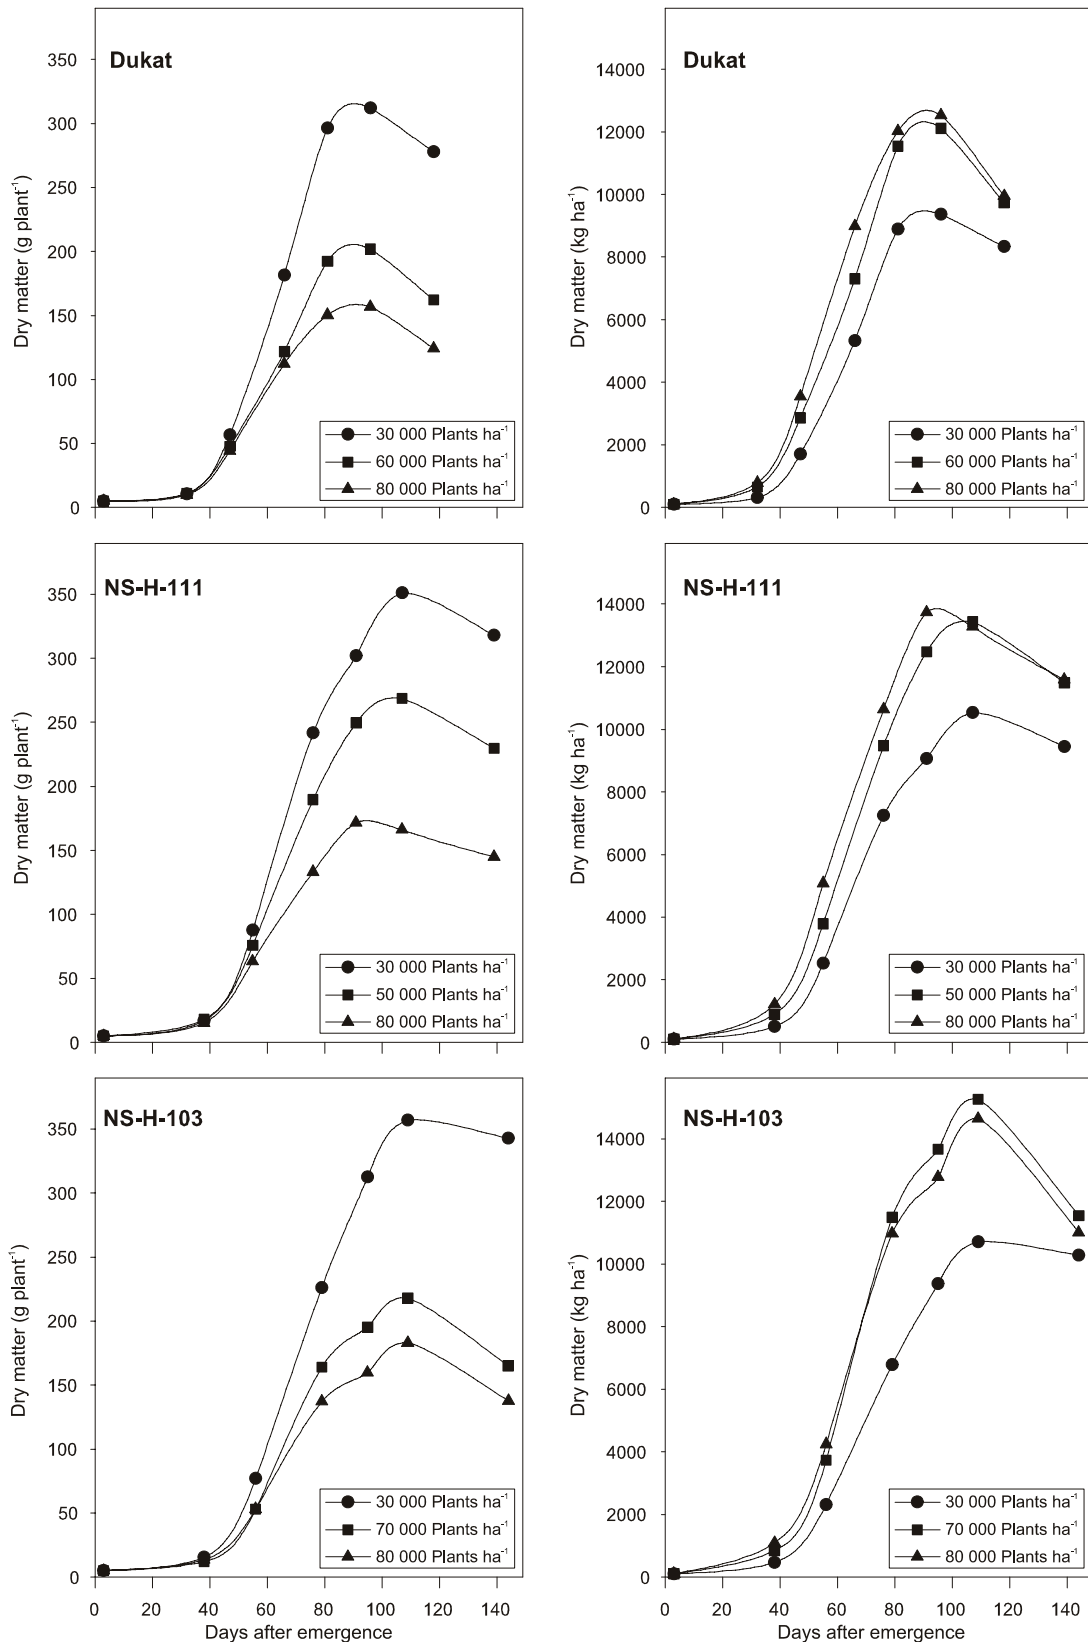 Dukat
350
300
250
200
150
100
50
0
Dry matter (g plant⁻¹)
30 000 Plants ha⁻¹
60 000 Plants ha⁻¹
80 000 Plants ha⁻¹
Dukat
14000
12000
10000
8000
6000
4000
2000
0
Dry matter (kg ha⁻¹)
30 000 Plants ha⁻¹
60 000 Plants ha⁻¹
80 000 Plants ha⁻¹
NS-H-111
350
300
250
200
150
100
50
0
Dry matter (g plant⁻¹)
30 000 Plants ha⁻¹
50 000 Plants ha⁻¹
80 000 Plants ha⁻¹
NS-H-111
14000
12000
10000
8000
6000
4000
2000
0
Dry matter (kg ha⁻¹)
30 000 Plants ha⁻¹
50 000 Plants ha⁻¹
80 000 Plants ha⁻¹
NS-H-103
350
300
250
200
150
100
50
0
Dry matter (g plant⁻¹)
30 000 Plants ha⁻¹
70 000 Plants ha⁻¹
80 000 Plants ha⁻¹
0 20 40 60 80 100 120 140
Days after emergence
NS-H-103
14000
12000
10000
8000
6000
4000
2000
0
Dry matter (kg ha⁻¹)
30 000 Plants ha⁻¹
70 000 Plants ha⁻¹
80 000 Plants ha⁻¹
0 20 40 60 80 100 120 140
Days after emergence